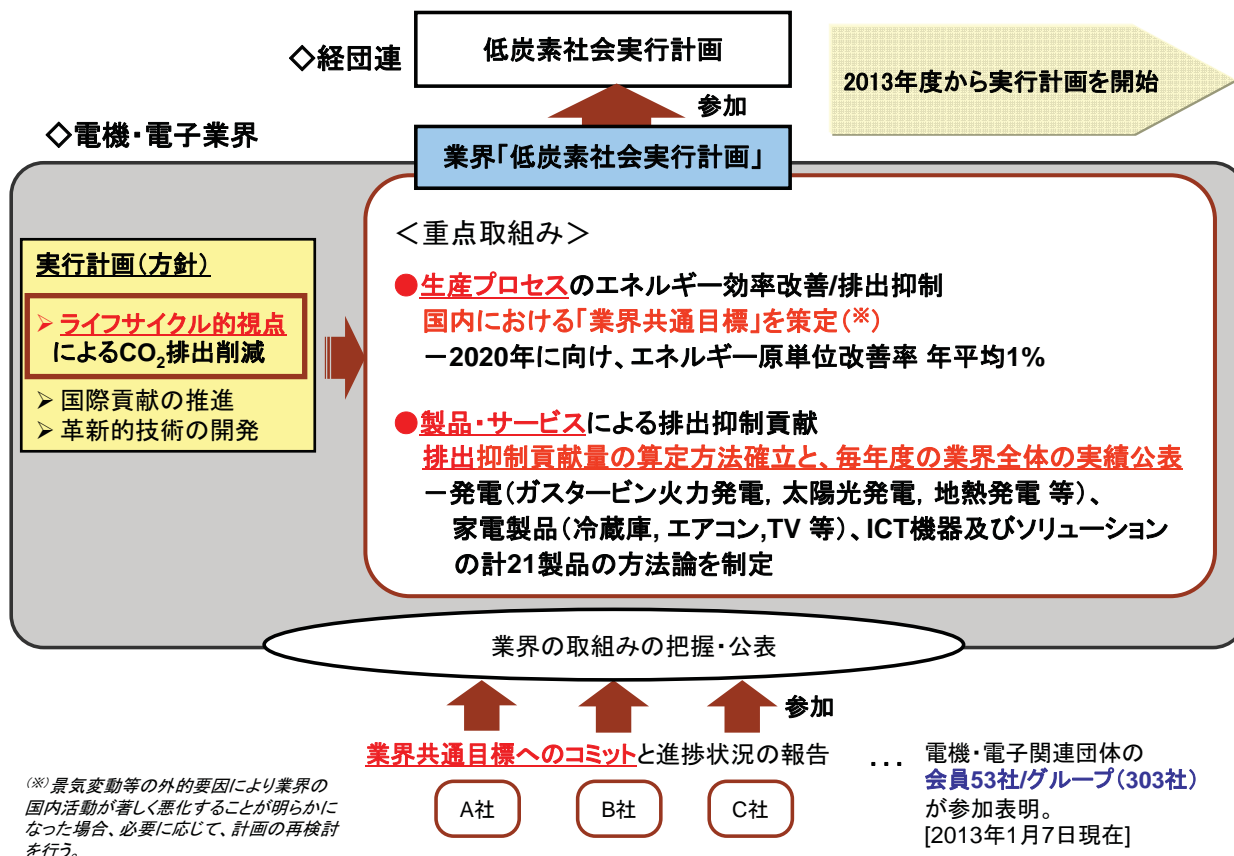 ◇経団連
低炭素社会実行計画
2013年度から実行計画を開始
参加
◇電機・電子業界
業界「低炭素社会実行計画」
実行計画(方針)
➢ ライフサイクル的視点
によるCO₂排出削減
➢ 国際貢献の推進
➢ 革新的技術の開発
＜重点取組み＞
●生産プロセスのエネルギー効率改善/排出抑制
国内における「業界共通目標」を策定(※)
－2020年に向け、エネルギー原単位改善率 年平均1%
●製品・サービスによる排出抑制貢献
排出抑制貢献量の算定方法確立と、毎年度の業界全体の実績公表
－発電(ガスタービン火力発電, 太陽光発電, 地熱発電 等)、
家電製品(冷蔵庫, エアコン,TV 等)、ICT機器及びソリューション
の計21製品の方法論を制定
業界の取組みの把握・公表
参加
業界共通目標へのコミットと進捗状況の報告
A社
B社
C社
...
電機・電子関連団体の
会員53社/グループ(303社)
が参加表明。
[2013年1月7日現在]
(※)景気変動等の外的要因により業界の
国内活動が著しく悪化することが明らかに
なった場合、必要に応じて、計画の再検討
を行う。